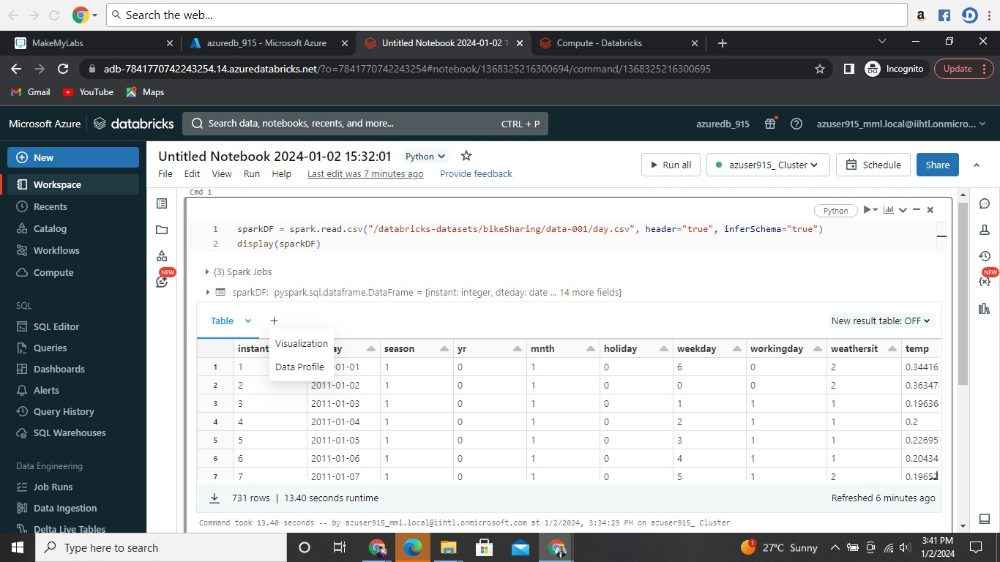 Search the web...
MakeMyLabs
azuredb_915 - Microsoft Azure
Untitled Notebook 2024-01-02 1
Compute - Databricks
adb-7841770742243254.14.azuredatabricks.net/?o=7841770742243254#notebook/1368325216300694/command/1368325216300695
Incognito
Update
Gmail
YouTube
Maps
Microsoft Azure
databricks
Search data, notebooks, recents, and more...
CTRL + P
azuredb_915
azuser915_mml.local@iihtl.onmicro...
New
Workspace
Recents
Catalog
Workflows
Compute
SQL
SQL Editor
Queries
Dashboards
Alerts
Query History
SQL Warehouses
Data Engineering
Job Runs
Data Ingestion
Delta Live Tables
Untitled Notebook 2024-01-02 15:32:01
Python
File Edit View Run Help
Last edit was 7 minutes ago
Provide feedback
Run all
azuser915_ Cluster
Schedule
Share
NEW
NEW
Cmd 1
Python
1 sparkDF = spark.read.csv("/databricks-datasets/bikeSharing/data-001/day.csv", header="true", inferSchema="true")
2 display(sparkDF)
(3) Spark Jobs
sparkDF: pyspark.sql.dataframe.DataFrame = [instant: integer, dteday: date ... 14 more fields]
Table
New result table: OFF
Visualization
Data Profile
instant ay season yr mnth holiday weekday workingday weathersit temp
1 1 -01-01 1 0 1 0 6 0 2 0.34416
2 2 2011-01-02 1 0 1 0 0 0 2 0.36347
3 3 2011-01-03 1 0 1 0 1 1 1 0.19636
4 4 2011-01-04 1 0 1 0 2 1 1 0.2
5 5 2011-01-05 1 0 1 0 3 1 1 0.22695
6 6 2011-01-06 1 0 1 0 4 1 1 0.20434
7 7 2011-01-07 1 0 1 0 5 1 2 0.19652
731 rows | 13.40 seconds runtime
Refreshed 6 minutes ago
Command took 13.40 seconds -- by azuser915_mml.local@iihtl.onmicrosoft.com at 1/2/2024, 3:34:29 PM on azuser915_ Cluster
Type here to search
1
27°C Sunny
3:41 PM
1/2/2024